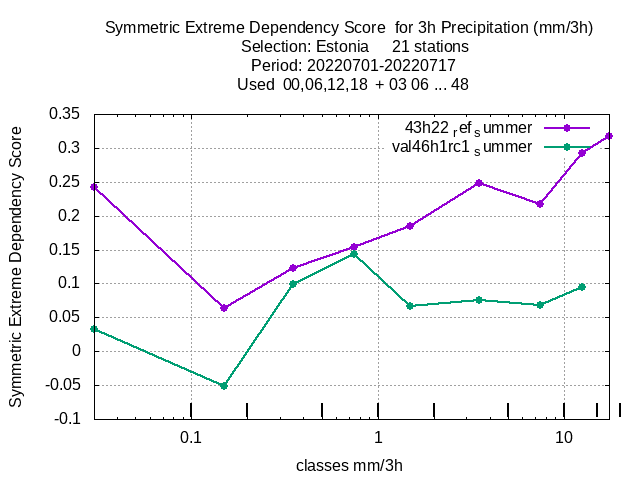 Symmetric Extreme Dependency Score  for 3h Precipitation (mm/3h)
Selection: Estonia     21 stations
Period: 20220701-20220717
Used  00,06,12,18  + 03 06 ... 48
43h22 ref summer
val46h1rc1 summer
Symmetric Extreme Dependency Score
0.35
0.3
0.25
0.2
0.15
0.1
0.05
0
-0.05
-0.1
0.1
1
10
classes mm/3h